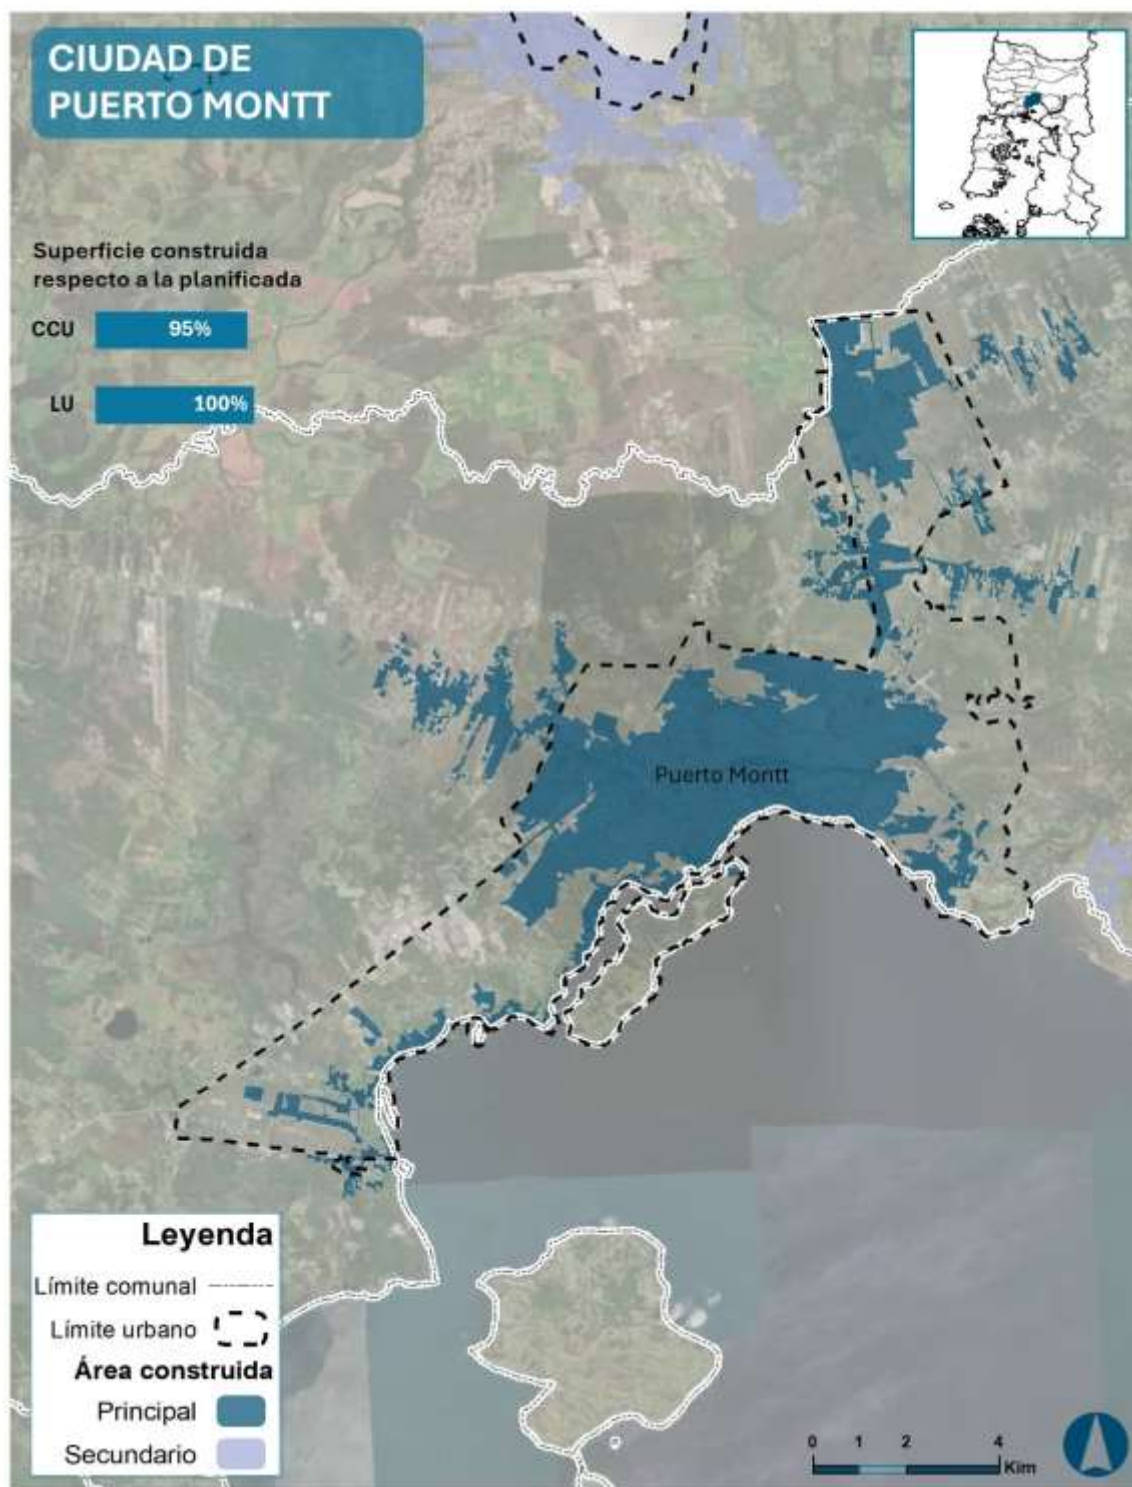 CIUDAD DE
PUERTO MONTT
Superficie construida
respecto a la planificada
CCU 95%
LU 100%
Puerto Montt
Leyenda
Límite comunal
Límite urbano
Área construida
Principal
Secundario
0 1 2 4
Kim